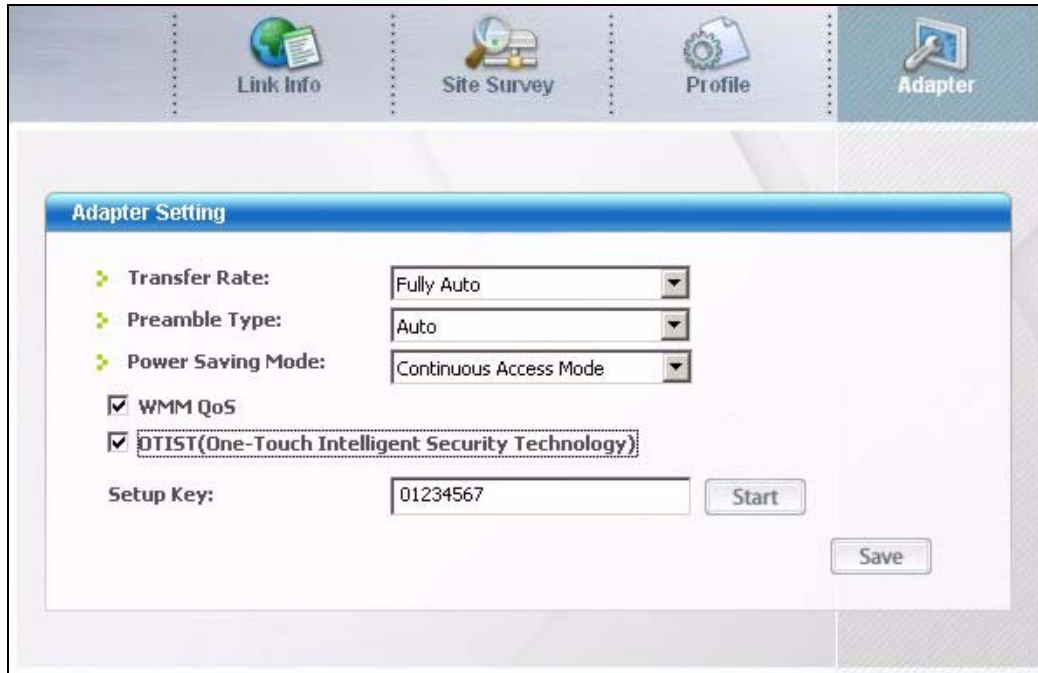 Link Info
Site Survey
Profile
Adapter
Adapter Setting
Transfer Rate: Fully Auto
Preamble Type: Auto
Power Saving Mode: Continuous Access Mode
WMM QoS
OTIST(One-Touch Intelligent Security Technology)
Setup Key: 01234567 Start
Save